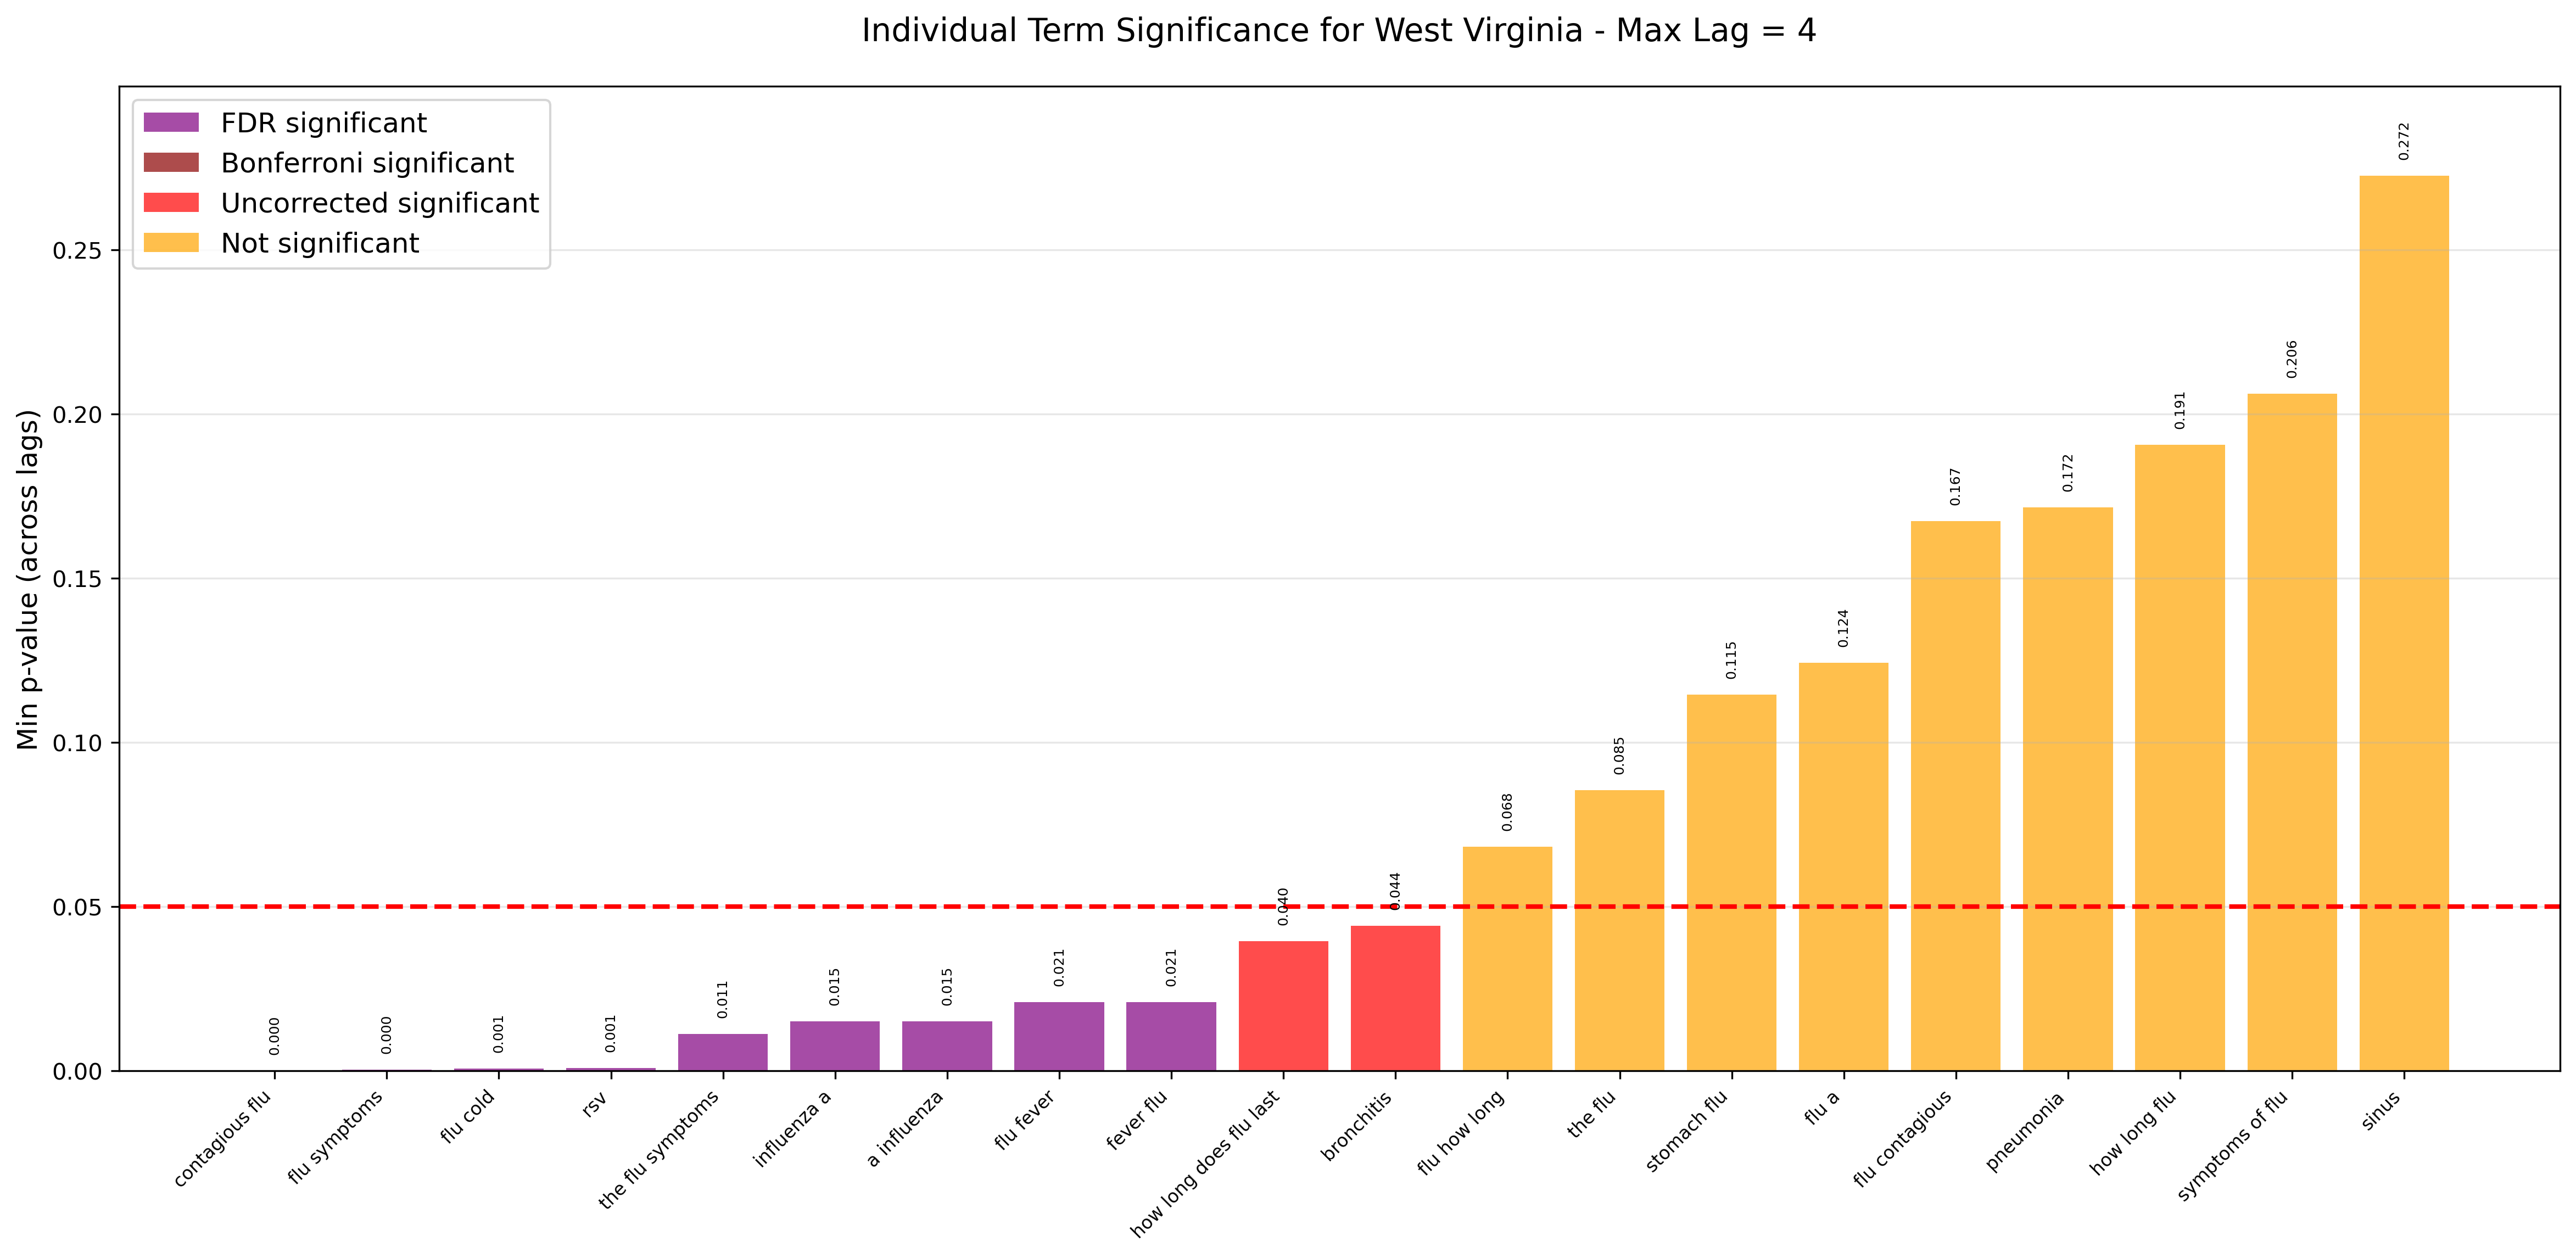 Individual Term Significance for West Virginia - Max Lag = 4
FDR significant
Bonferroni significant
Uncorrected significant
Not significant
Min p-value (across lags)
0.25
0.20
0.15
0.10
0.05
0.00
0.000
0.000
0.001
0.001
0.011
0.015
0.015
0.021
0.021
0.040
0.044
0.068
0.085
0.115
0.124
0.167
0.172
0.191
0.206
0.272
contagious flu
flu symptoms
flu cold
rsv
the flu symptoms
influenza a
a influenza
flu fever
fever flu
how long does flu last
bronchitis
flu how long
the flu
stomach flu
flu a
flu contagious
pneumonia
how long flu
symptoms of flu
sinus